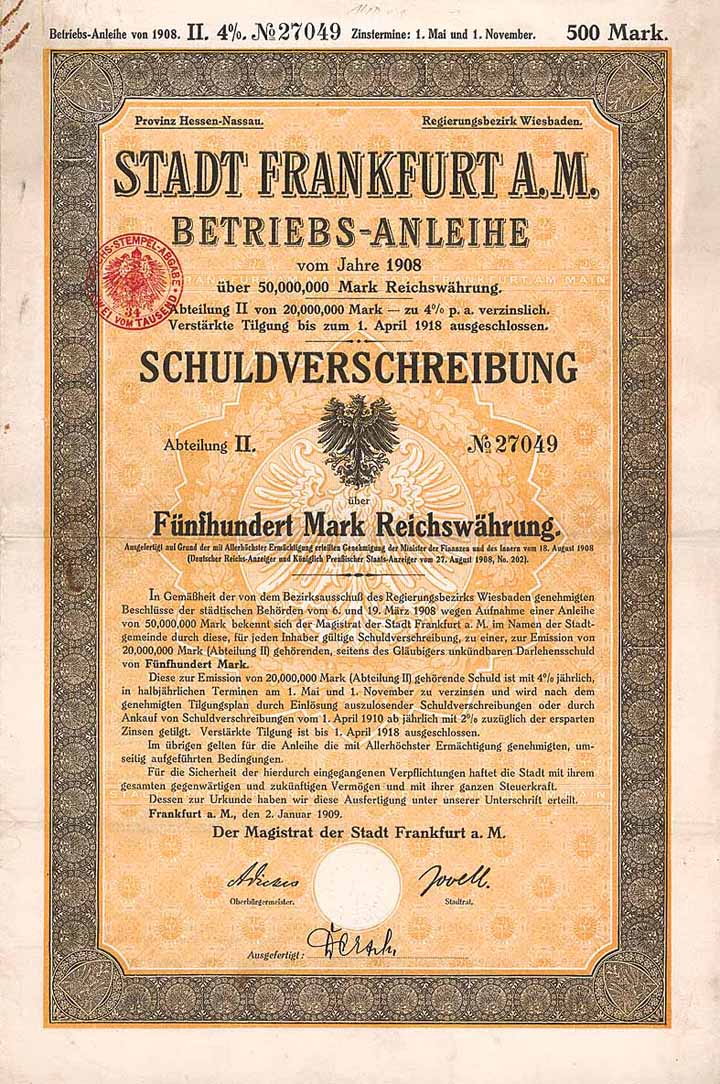 Betriebs-Anleihe von 1908. II. 4%. № 27049 Zinstermine: 1. Mai und 1. November. 500 Mark.
Provinz Hessen-Nassau. Regierungsbezirk Wiesbaden.
STADT FRANKFURT A. M.
BETRIEBS-ANLEIHE
vom Jahre 1908
über 50,000,000 Mark Reichswährung.
Abteilung II von 20,000,000 Mark — zu 4% p. a. verzinslich.
Verstärkte Tilgung bis zum 1. April 1918 ausgeschlossen.
STEMPEL-ABGABE
34
VOM TAUSEND
FRANKFURT AM MAIN
SCHULDVERSCHREIBUNG
Abteilung II. № 27049
über
Fünfhundert Mark Reichswährung.
Ausgefertigt auf Grund der mit Allerhöchster Ermächtigung erteilten Genehmigung der Minister der Finanzen und des Innern vom 18. August 1908
(Deutscher Reichs-Anzeiger und Königlich Preußischer Staats-Anzeiger vom 27. August 1908, No. 202).
In Gemäßheit der von dem Bezirksausschuß des Regierungsbezirks Wiesbaden genehmigten
Beschlüsse der städtischen Behörden vom 6. und 19. März 1908 wegen Aufnahme einer Anleihe
von 50,000,000 Mark bekennt sich der Magistrat der Stadt Frankfurt a. M. im Namen der Stadt-
gemeinde durch diese, für jeden Inhaber gültige Schuldverschreibung, zu einer, zur Emission von
20,000,000 Mark (Abteilung II) gehörenden, seitens des Gläubigers unkündbaren Darlehensschuld
von Fünfhundert Mark.
Diese zur Emission von 20,000,000 Mark (Abteilung II) gehörende Schuld ist mit 4% jährlich,
in halbjährlichen Terminen am 1. Mai und 1. November zu verzinsen und wird nach dem
genehmigten Tilgungsplan durch Einlösung auszulosender Schuldverschreibungen oder durch
Ankauf von Schuldverschreibungen vom 1. April 1910 ab jährlich mit 2% zuzüglich der ersparten
Zinsen getilgt. Verstärkte Tilgung ist bis 1. April 1918 ausgeschlossen.
Im übrigen gelten für die Anleihe die mit Allerhöchster Ermächtigung genehmigten, um-
seitig aufgeführten Bedingungen.
Für die Sicherheit der hierdurch eingegangenen Verpflichtungen haftet die Stadt mit ihrem
gesamten gegenwärtigen und zukünftigen Vermögen und mit ihrer ganzen Steuerkraft.
Dessen zur Urkunde haben wir diese Ausfertigung unter unserer Unterschrift erteilt.
Frankfurt a. M., den 2. Januar 1909.
Der Magistrat der Stadt Frankfurt a. M.
Adickes
Oberbürgermeister.
Stadtrat.
Ausgefertigt: